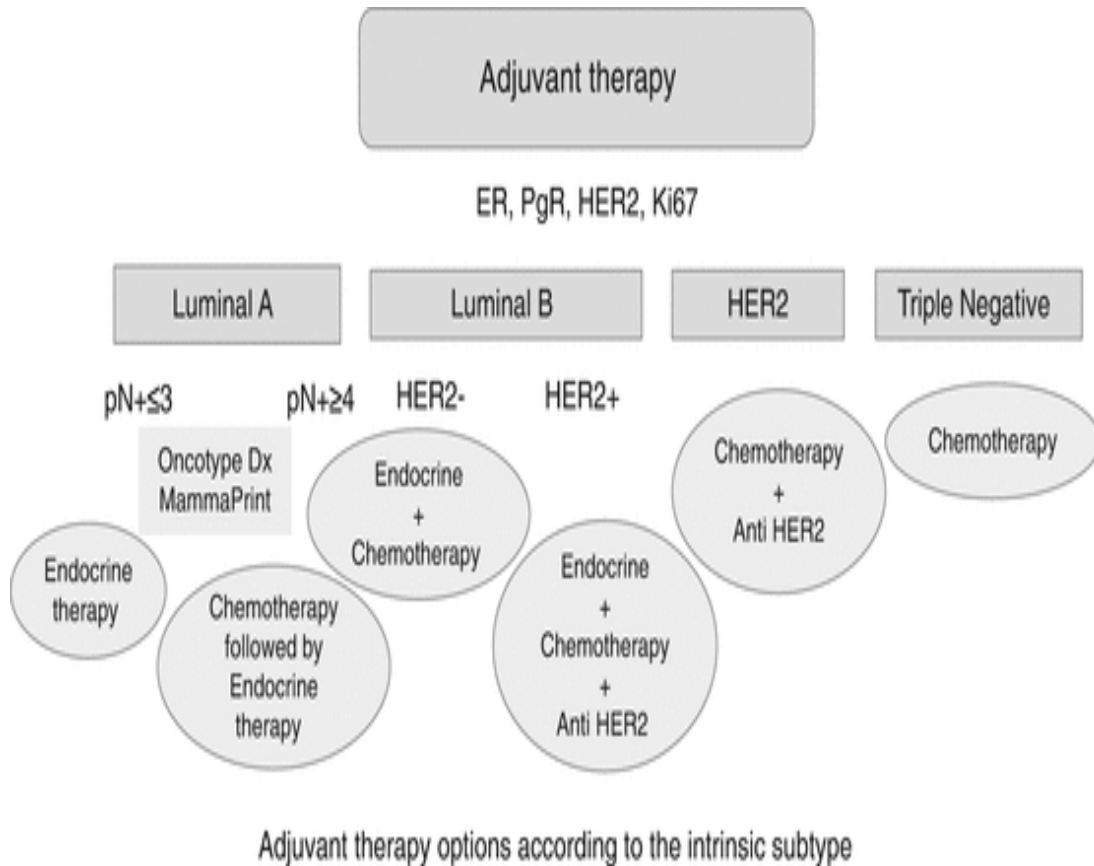 Adjuvant therapy
ER, PgR, HER2, Ki67
Luminal A
Luminal B
HER2
Triple Negative
pN+≤3
pN+≥4
HER2-
HER2+
Oncotype Dx
MammaPrint
Endocrine
therapy
Chemotherapy
followed by
Endocrine
therapy
Endocrine
+
Chemotherapy
Endocrine
+
Chemotherapy
+
Anti HER2
Chemotherapy
+
Anti HER2
Chemotherapy
Adjuvant therapy options according to the intrinsic subtype